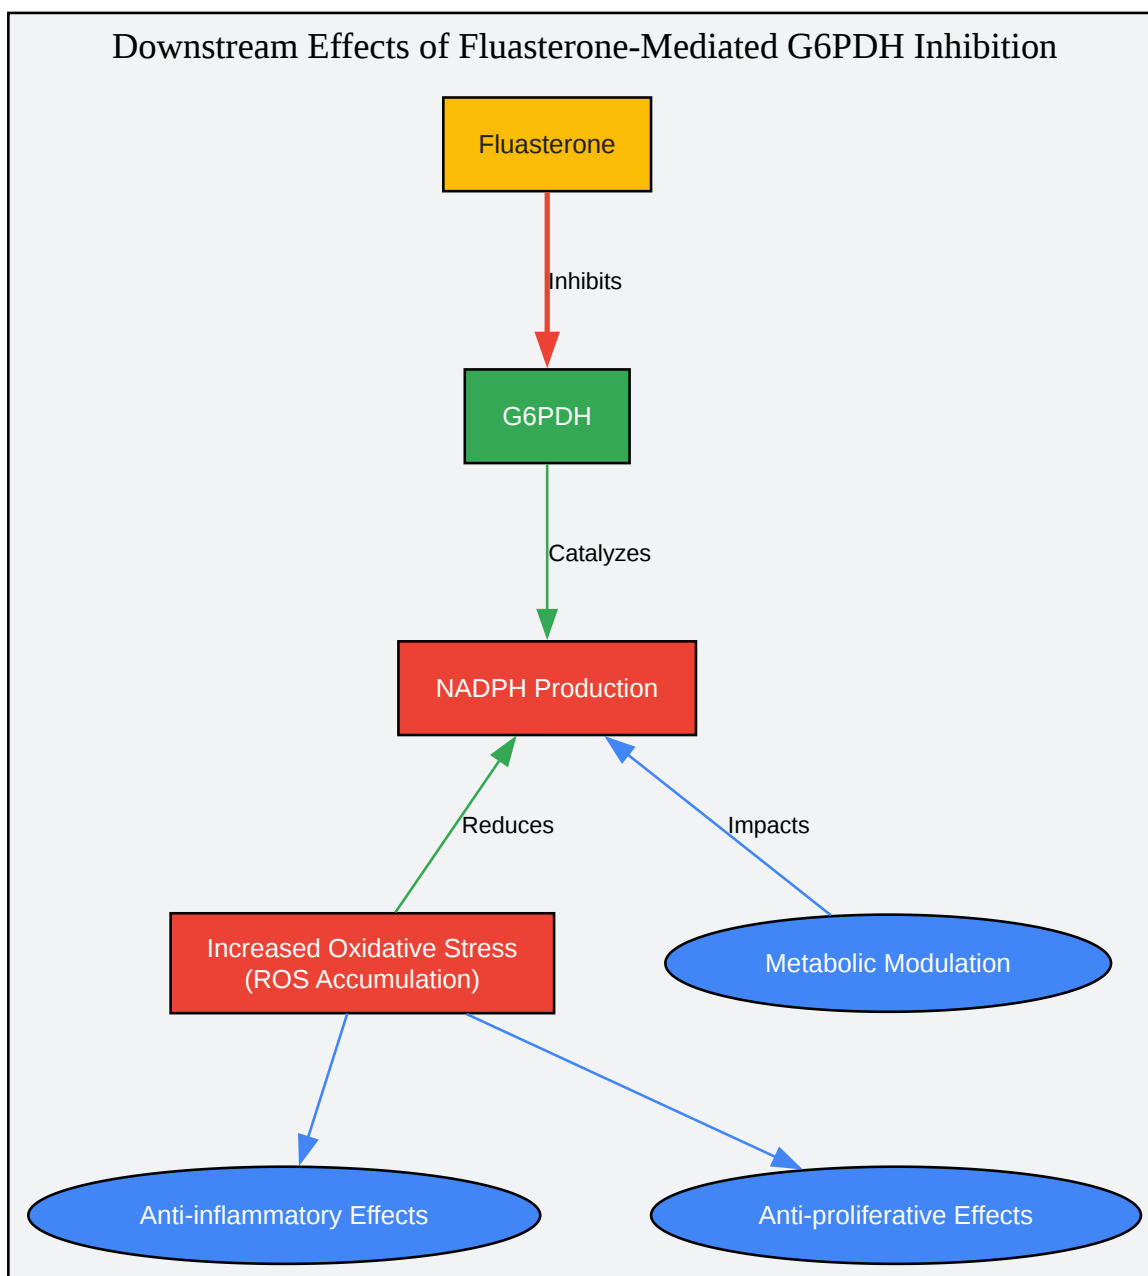 Downstream Effects of Fluasterone-Mediated G6PDH Inhibition
Fluasterone
Inhibits
G6PDH
Catalyzes
NADPH Production
Reduces
Impacts
Increased Oxidative Stress
(ROS Accumulation)
Metabolic Modulation
Anti-inflammatory Effects
Anti-proliferative Effects